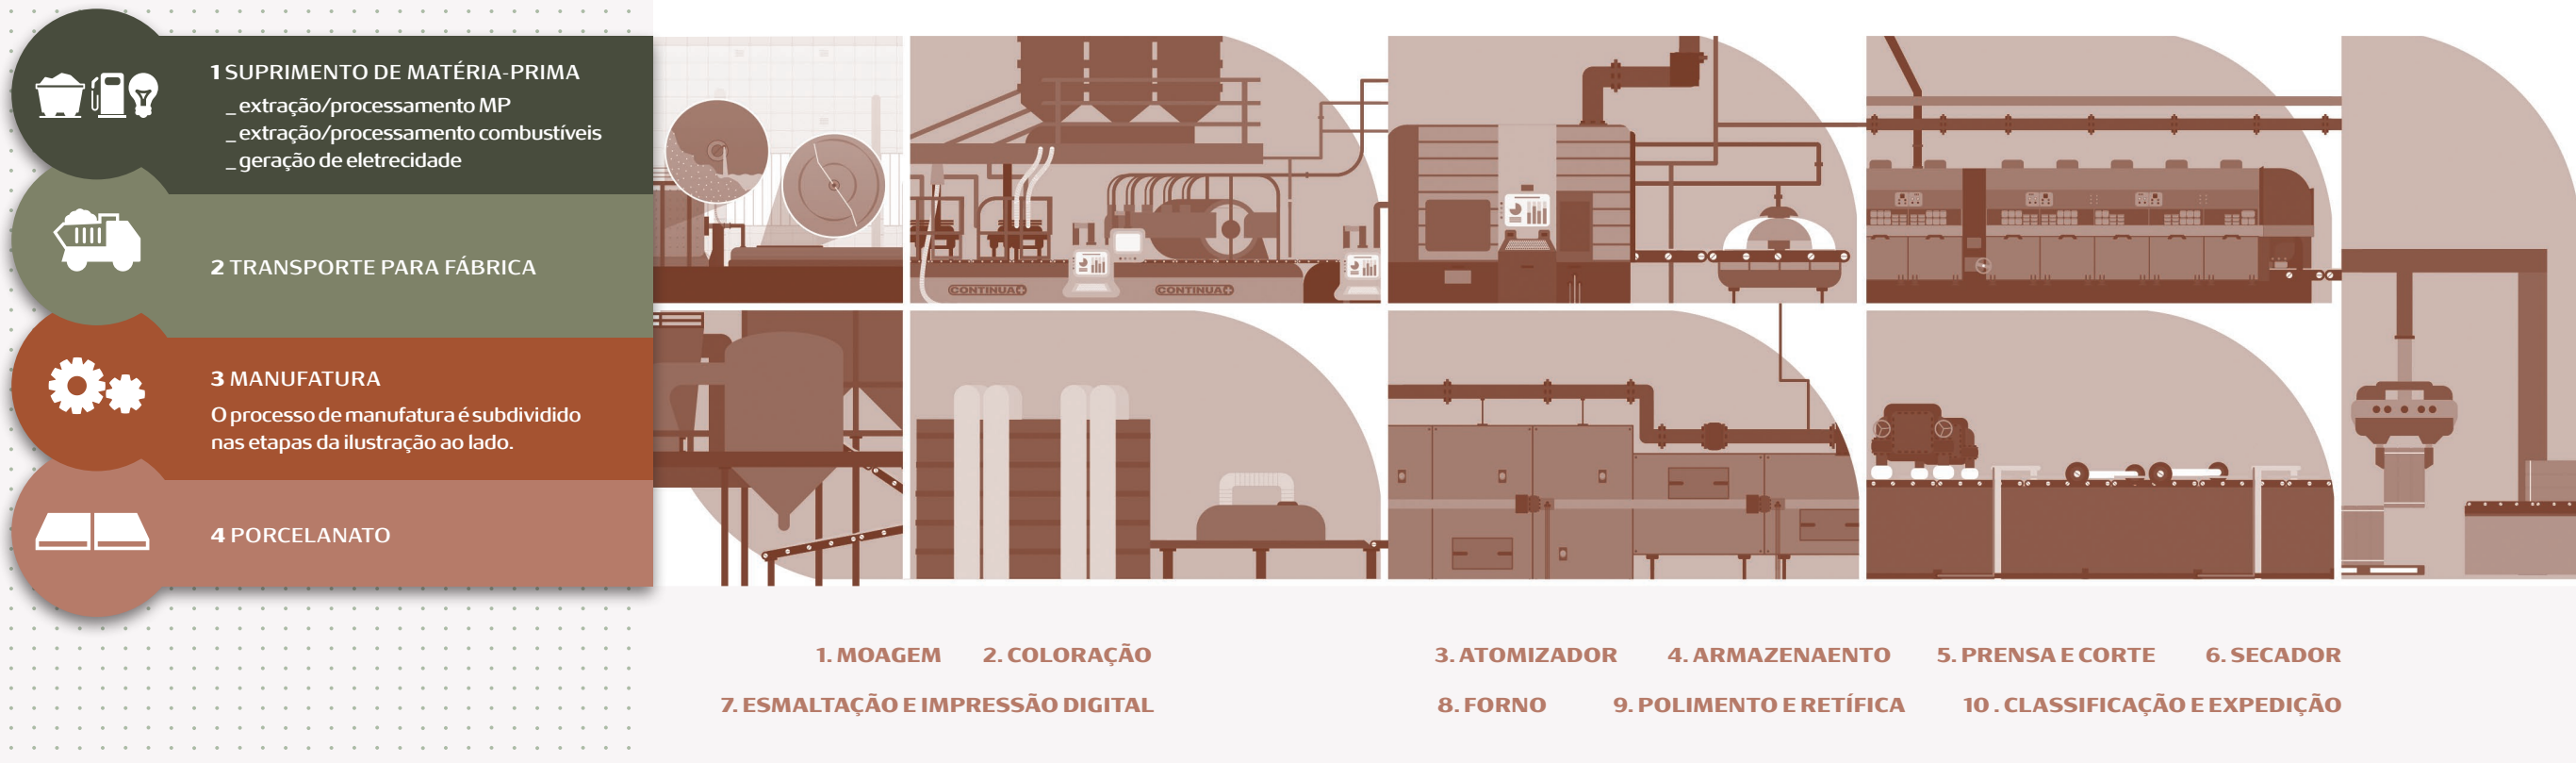 1 SUPRIMENTO DE MATÉRIA-PRIMA
_ extração/processamento MP
_ extração/processamento combustíveis
_ geração de eletrecidade
2 TRANSPORTE PARA FÁBRICA
3 MANUFATURA
O processo de manufatura é subdividido
nas etapas da ilustração ao lado.
4 PORCELANATO
CONTINUA+ CONTINUA+
1. MOAGEM 2. COLORAÇÃO 3. ATOMIZADOR 4. ARMAZENAENTO 5. PRENSA E CORTE 6. SECADOR
7. ESMALTAÇÃO E IMPRESSÃO DIGITAL 8. FORNO 9. POLIMENTO E RETÍFICA 10 . CLASSIFICAÇÃO E EXPEDIÇÃO